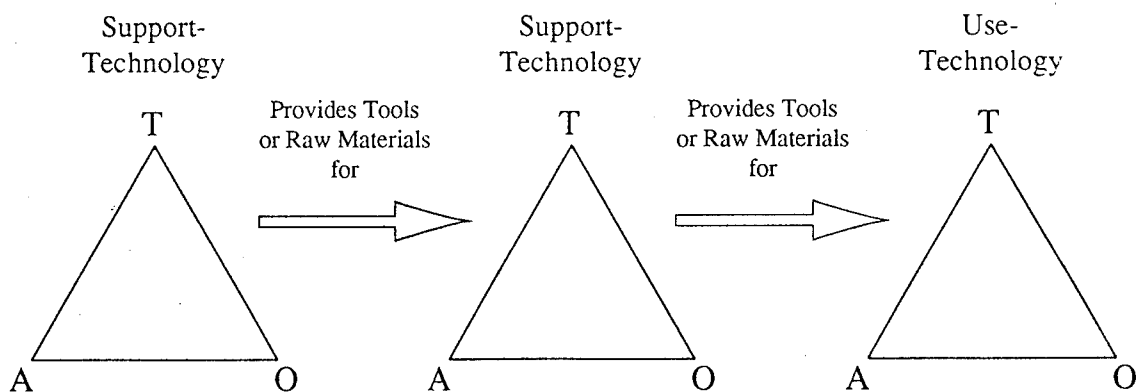 Support-
Technology
Support-
Technology
Use-
Technology
Provides Tools
or Raw Materials
for
Provides Tools
or Raw Materials
for
T
T
T
A
O
A
O
A
O